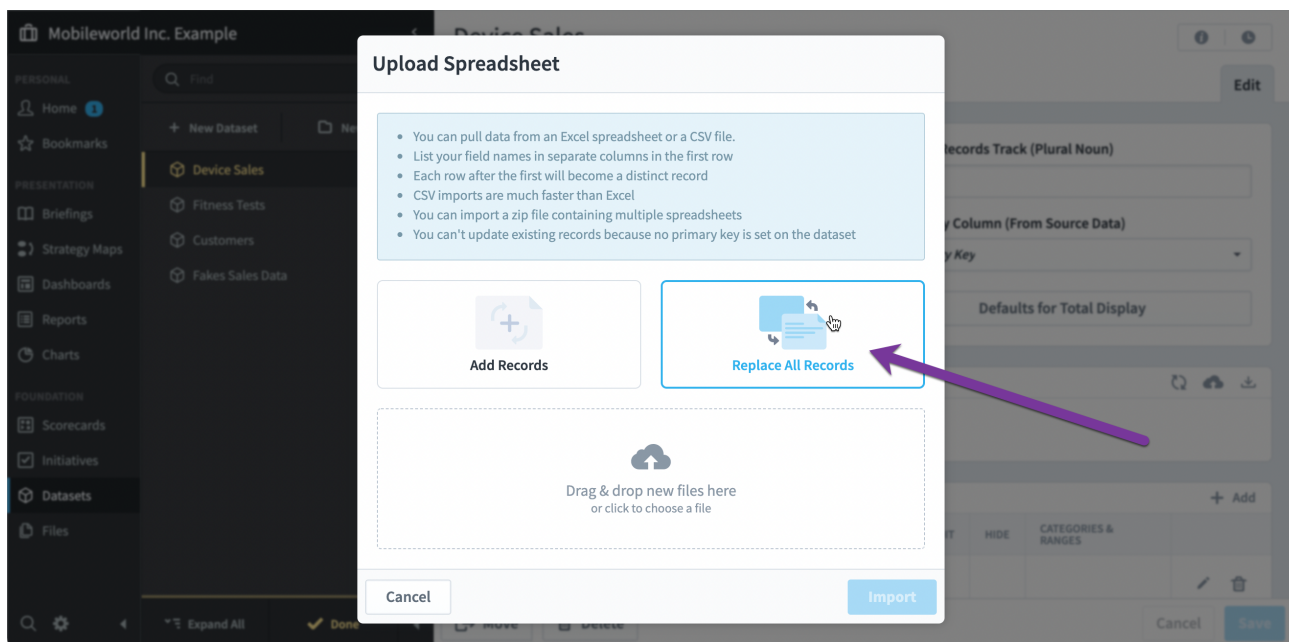 Mobileworld Inc. Example
PERSONAL
Home 1
Bookmarks
PRESENTATION
Briefings
Strategy Maps
Dashboards
Reports
Charts
FOUNDATION
Scorecards
Initiatives
Datasets
Files
Find
+ New Dataset
Device Sales
Fitness Tests
Customers
Fakes Sales Data
Expand All
Done
Device Sales
Edit
Records Track (Plural Noun)
Column (From Source Data)
Key
Defaults for Total Display
+ Add
HIDE
CATEGORIES &
RANGES
Move
Delete
Cancel
Save
Upload Spreadsheet
• You can pull data from an Excel spreadsheet or a CSV file.
• List your field names in separate columns in the first row
• Each row after the first will become a distinct record
• CSV imports are much faster than Excel
• You can import a zip file containing multiple spreadsheets
• You can't update existing records because no primary key is set on the dataset
Add Records
Replace All Records
Drag & drop new files here
or click to choose a file
Cancel
Import